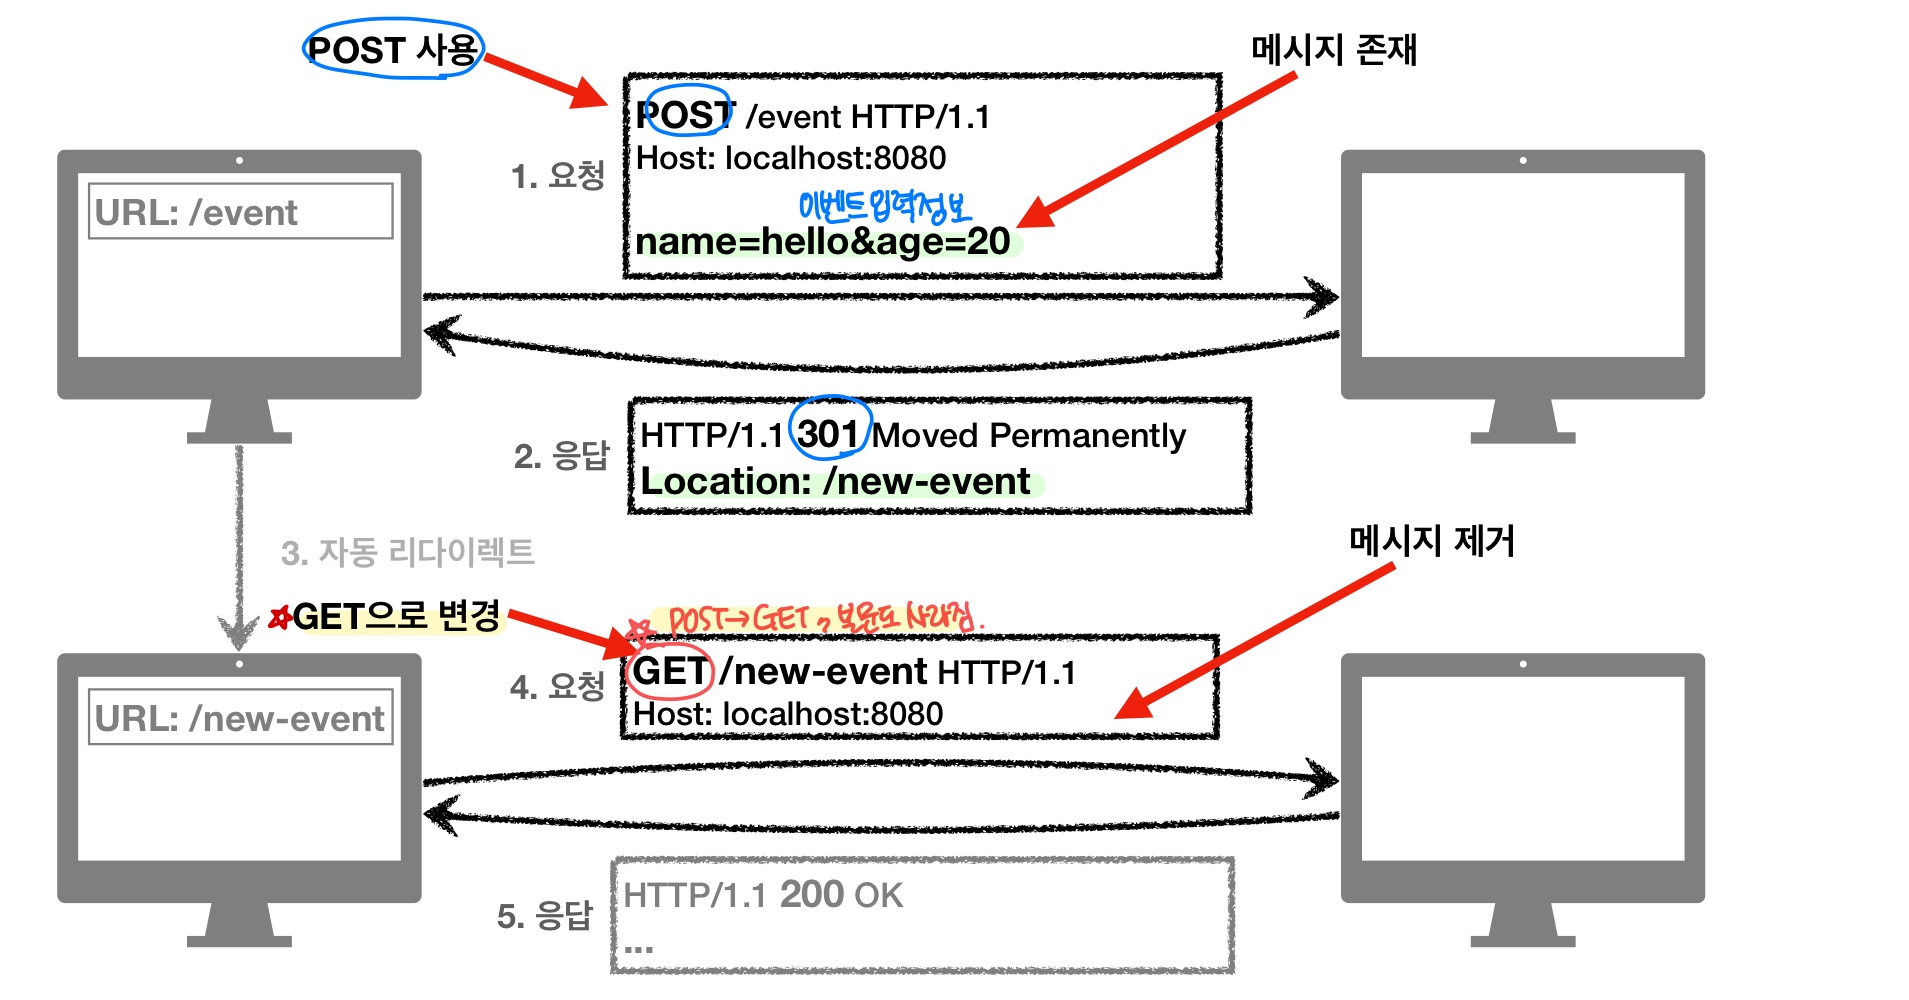 POST 사용
메시지 존재
POST /event HTTP/1.1
Host: localhost:8080
1. 요청
이벤트 입력정보
name=hello&age=20
URL: /event
HTTP/1.1 301 Moved Permanently
2. 응답
Location: /new-event
메시지 제거
3. 자동 리다이렉트
GET으로 변경
POST→GET, 본문도 사라짐.
GET /new-event HTTP/1.1
4. 요청
Host: localhost:8080
URL: /new-event
HTTP/1.1 200 OK
5. 응답
...